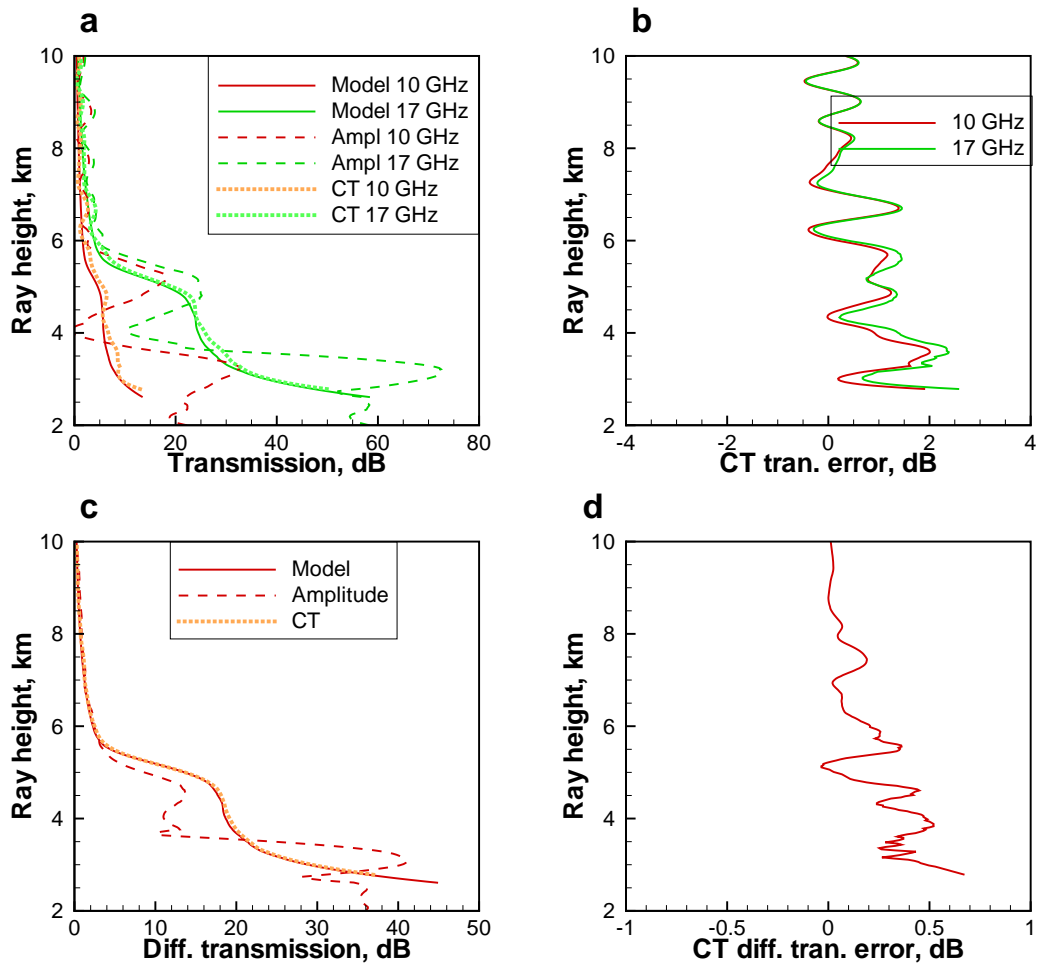 a
Ray height, km
10
8
6
4
2
0
20
40
60
80
Transmission, dB
Model 10 GHz
Model 17 GHz
Ampl 10 GHz
Ampl 17 GHz
CT 10 GHz
CT 17 GHz
b
Ray height, km
10
8
6
4
2
-4
-2
0
2
4
CT tran. error, dB
10 GHz
17 GHz
c
Ray height, km
10
8
6
4
2
0
10
20
30
40
50
Diff. transmission, dB
Model
Amplitude
CT
d
Ray height, km
10
8
6
4
2
-1
-0.5
0
0.5
1
CT diff. tran. error, dB